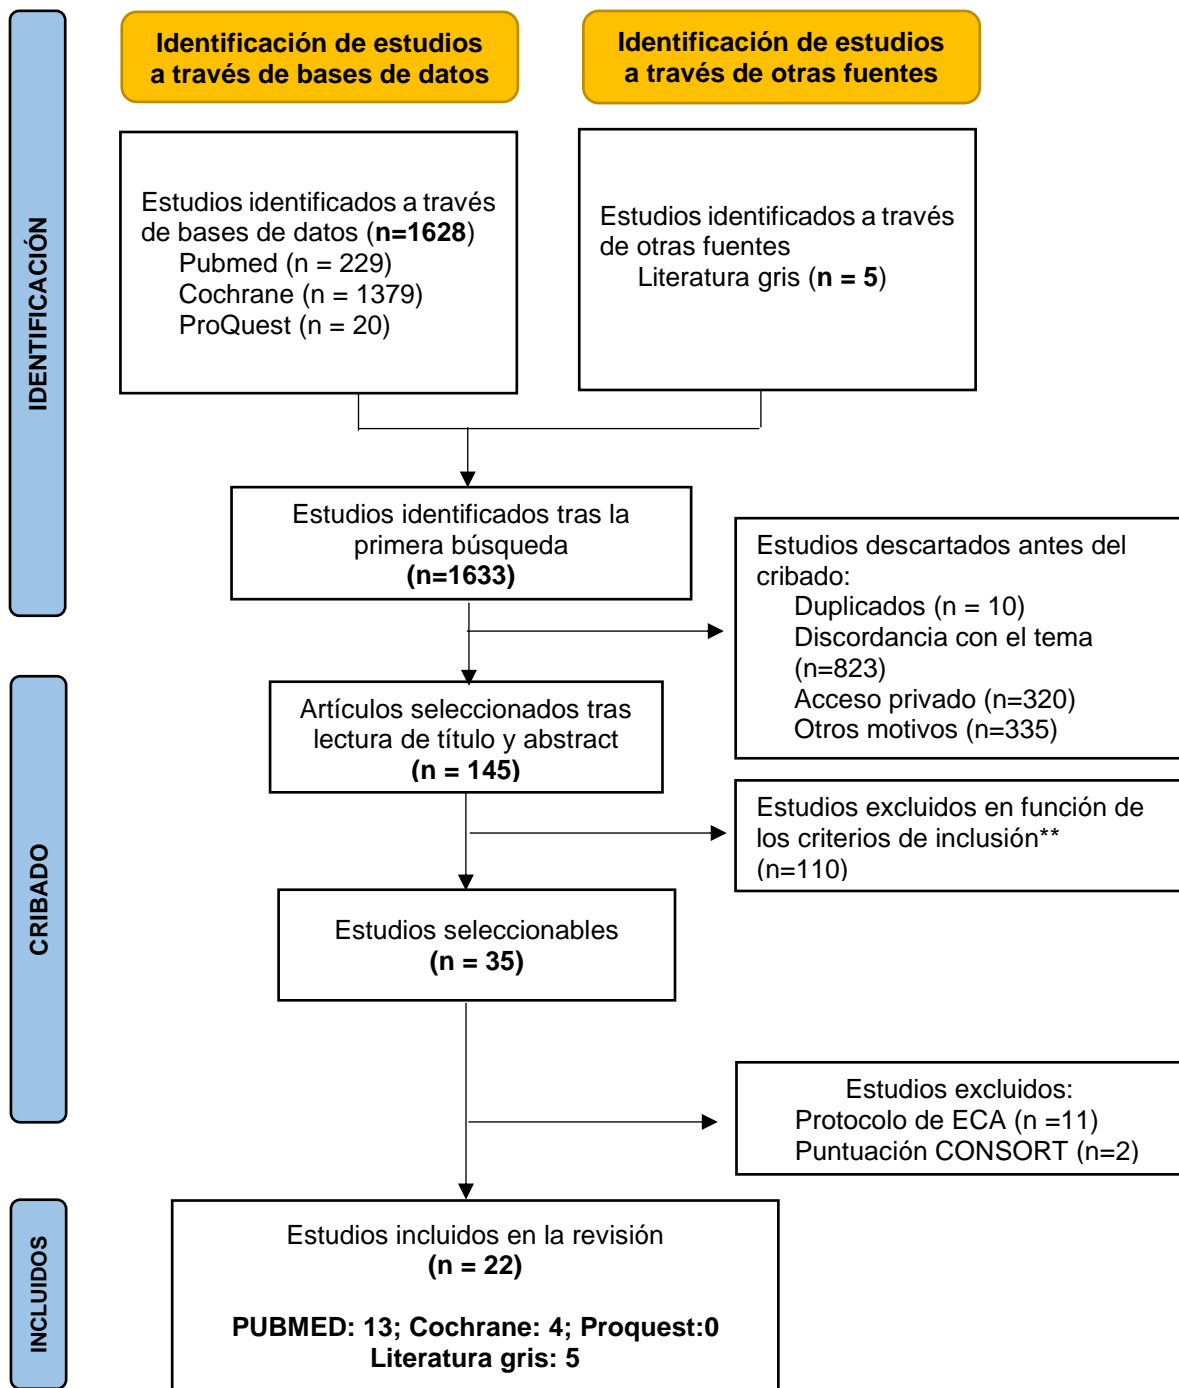 Identificación de estudios
a través de bases de datos
Identificación de estudios
a través de otras fuentes
IDENTIFICACIÓN
Estudios identificados a través
de bases de datos (n=1628)
Pubmed (n = 229)
Cochrane (n = 1379)
ProQuest (n = 20)
Estudios identificados a través
de otras fuentes
Literatura gris (n = 5)
Estudios identificados tras la
primera búsqueda
(n=1633)
Estudios descartados antes del
cribado:
Duplicados (n = 10)
Discordancia con el tema
(n=823)
Acceso privado (n=320)
Otros motivos (n=335)
CRIBADO
Artículos seleccionados tras
lectura de título y abstract
(n = 145)
Estudios excluidos en función de
los criterios de inclusión**
(n=110)
Estudios seleccionables
(n = 35)
Estudios excluidos:
Protocolo de ECA (n =11)
Puntuación CONSORT (n=2)
INCLUIDOS
Estudios incluidos en la revisión
(n = 22)
PUBMED: 13; Cochrane: 4; Proquest:0
Literatura gris: 5